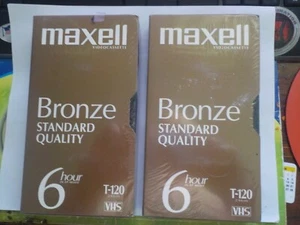 maxell
Bronze
STANDARD
QUALITY
6 hour
T-120
VHS
maxell
Bronze
STANDARD
QUALITY
6 hour
T-120
VHS